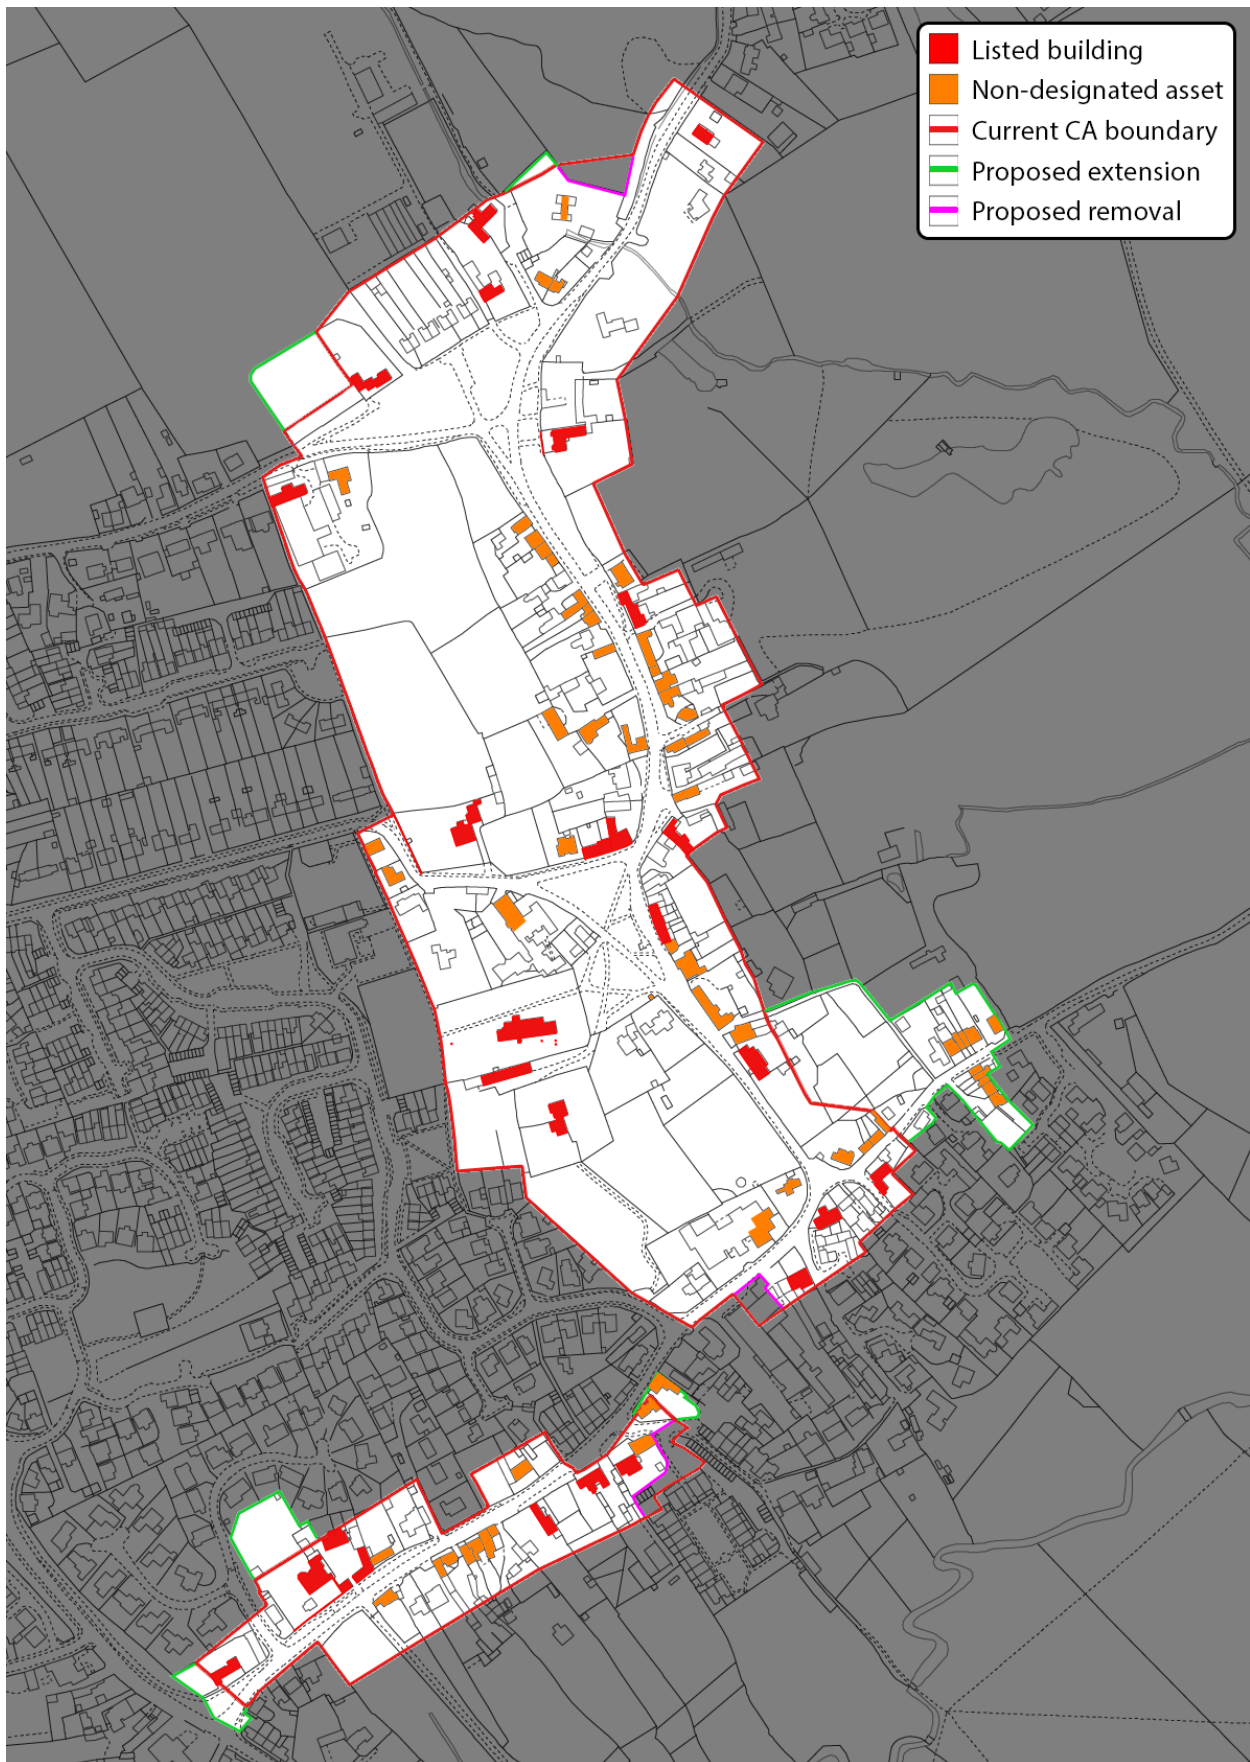 Listed building
Non-designated asset
Current CA boundary
Proposed extension
Proposed removal